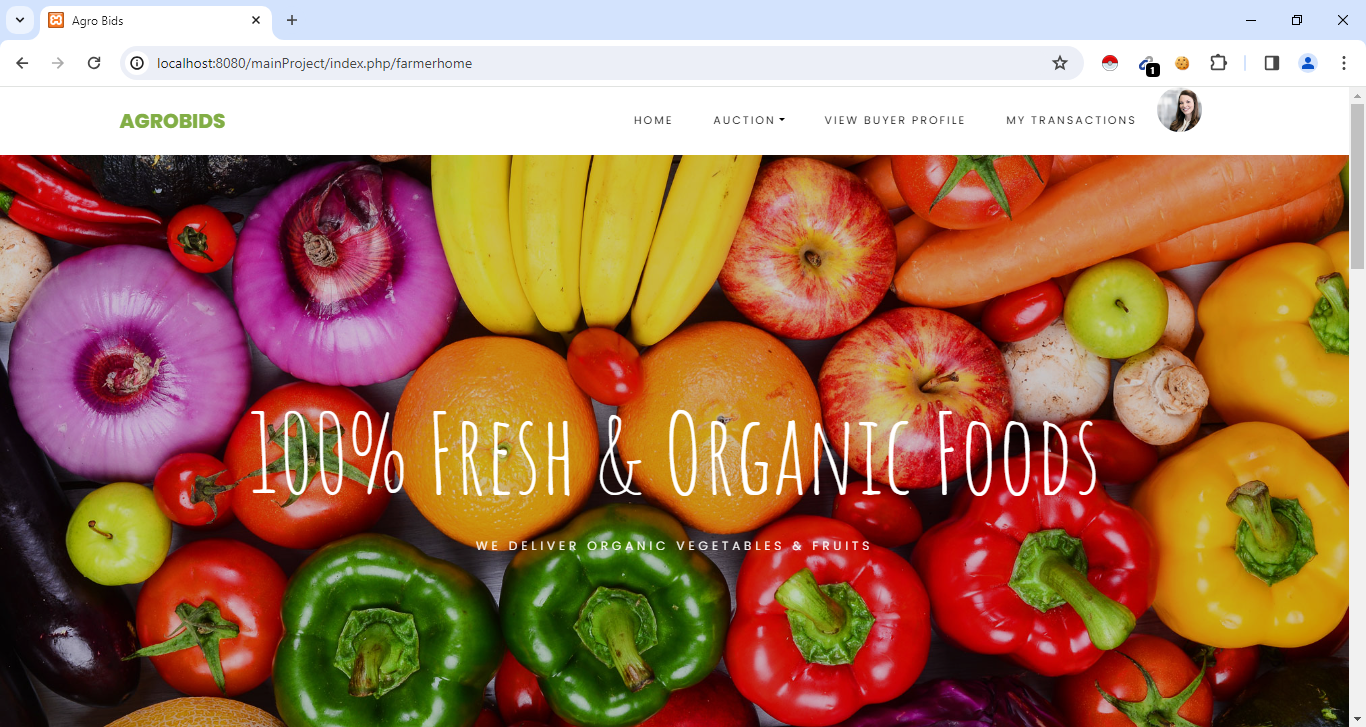 Agro Bids
localhost:8080/mainProject/index.php/farmerhome
1
AGROBIDS
HOME
AUCTION
VIEW BUYER PROFILE
MY TRANSACTIONS
100% Fresh & Organic Foods
WE DELIVER ORGANIC VEGETABLES & FRUITS